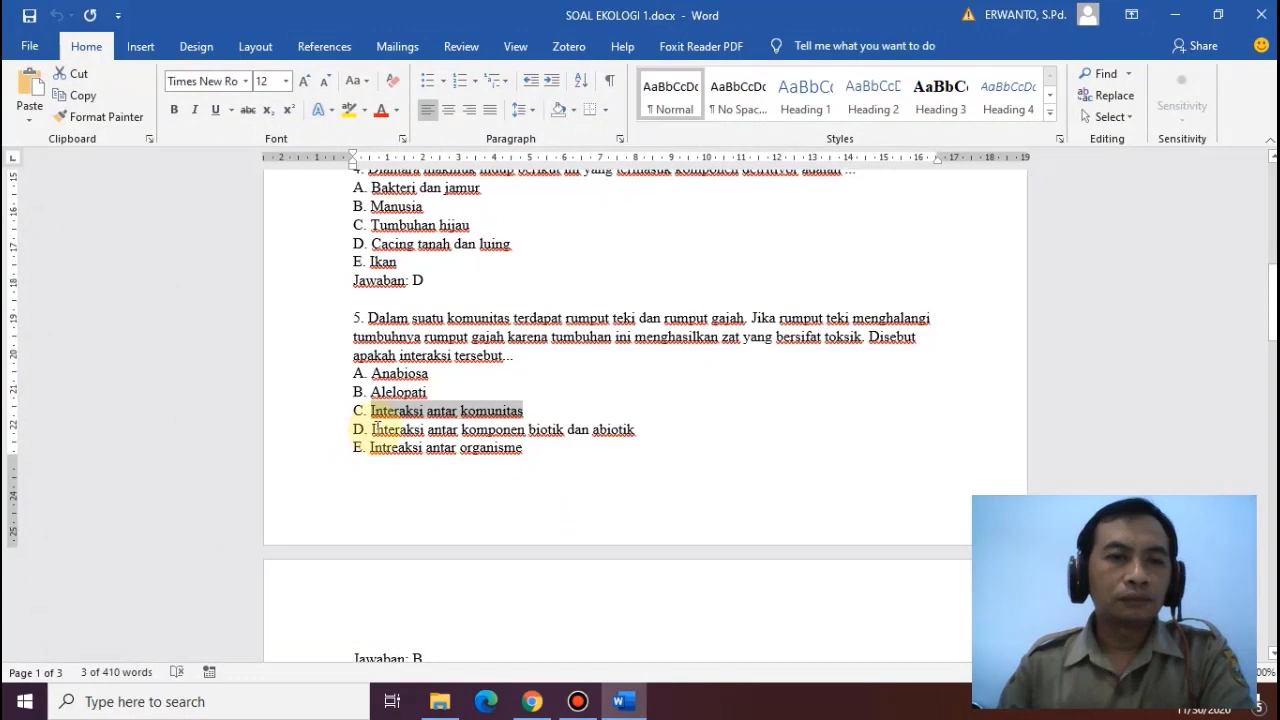 SOAL EKOLOGI 1.docx - Word
ERWANTO, S.Pd.
File Home Insert Design Layout References Mailings Review View Zotero Help Foxit Reader PDF Tell me what you want to do Share
Paste
Cut
Copy
Format Painter
Times New Ro 12
AaBbCcDc AaBbCcDc AaBbC AaBbCcD AaBbC AaBbCcD
¶ Normal ¶ No Spac... Heading 1 Heading 2 Heading 3 Heading 4
Find
Replace
Select
Sensitivity
Clipboard Font Paragraph Styles Editing Sensitivity
4. Diantara makhluk hidup berikut ini yang termasuk komponen detritivor adalah ...
A. Bakteri dan jamur
B. Manusia
C. Tumbuhan hijau
D. Cacing tanah dan luing
E. Ikan
Jawaban: D
5. Dalam suatu komunitas terdapat rumput teki dan rumput gajah. Jika rumput teki menghalangi
tumbuhnya rumput gajah karena tumbuhan ini menghasilkan zat yang bersifat toksik. Disebut
apakah interaksi tersebut...
A. Anabiosa
B. Alelopati
C. Interaksi antar komunitas
D. Interaksi antar komponen biotik dan abiotik
E. Intreaksi antar organisme
Jawaban: B
Page 1 of 3 3 of 410 words
Type here to search
11/30/2020